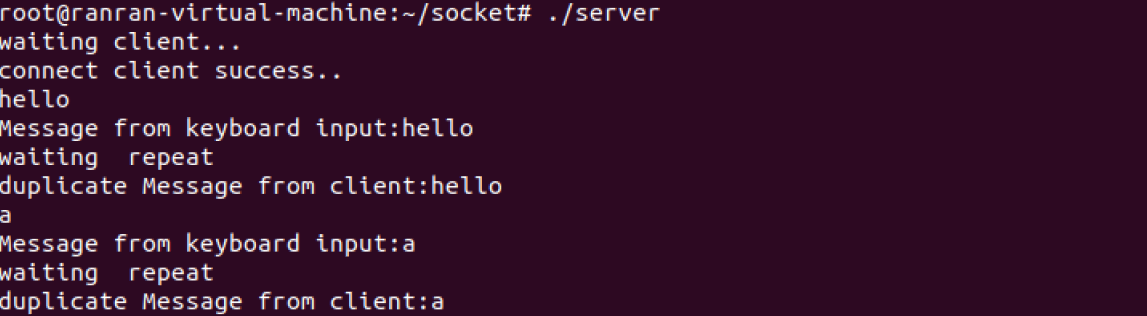 root@ranran-virtual-machine:~/socket# ./server
waiting client...
connect client success..
hello
Message from keyboard input:hello
waiting  repeat
duplicate Message from client:hello
a
Message from keyboard input:a
waiting  repeat
duplicate Message from client:a